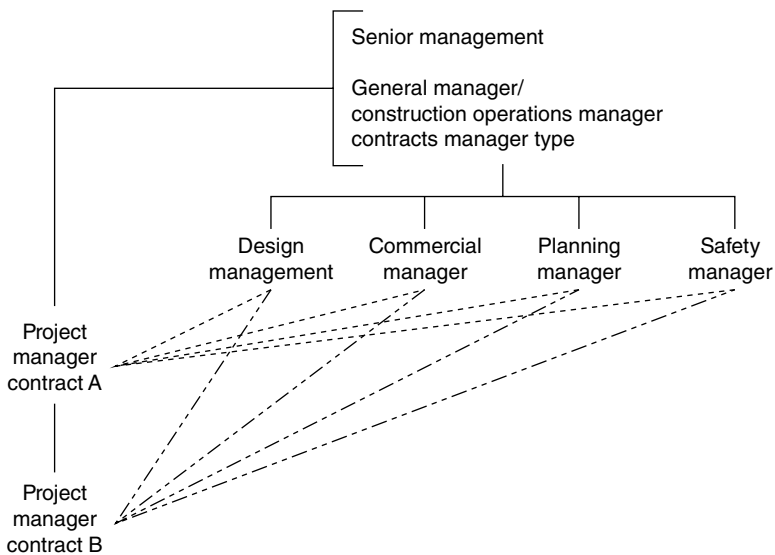 Senior management
General manager/
construction operations manager
contracts manager type
Design
management
Commercial
manager
Planning
manager
Safety
manager
Project
manager
contract A
Project
manager
contract B